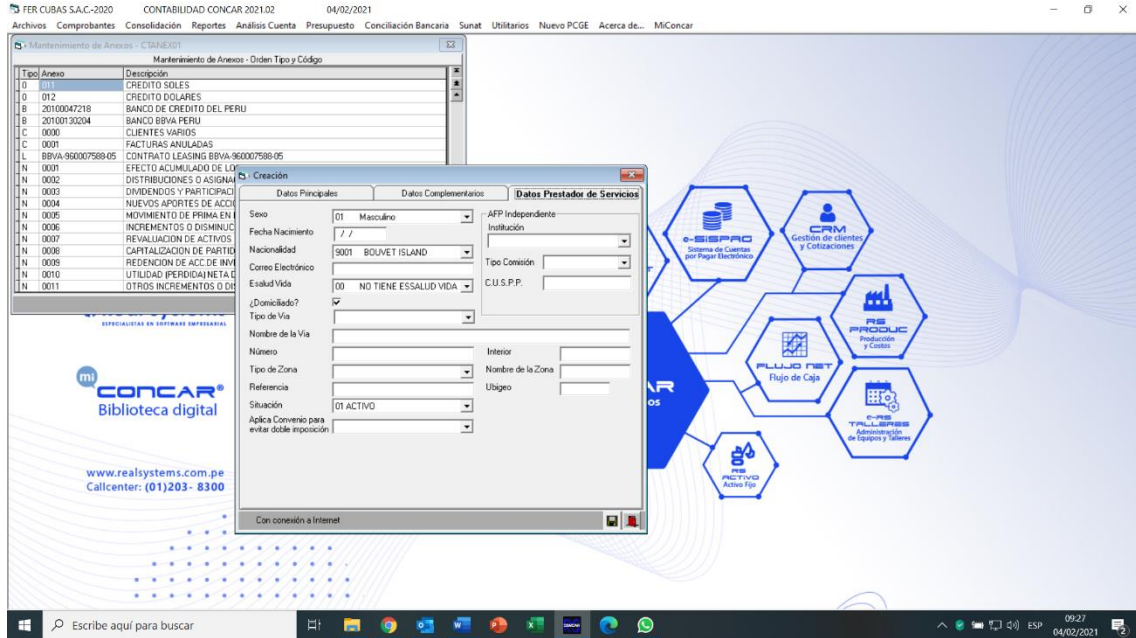 FER CUBAS S.A.C.-2020 CONTABILIDAD CONCAR 2021.02 04/02/2021
Archivos Comprobantes Consolidación Reportes Análisis Cuenta Presupuesto Conciliación Bancaria Sunat Utilitarios Nuevo PCGE Acerca de... MiConcar
Mantenimiento de Anexos - CTANEX01
Mantenimiento de Anexos - Orden Tipo y Código
Tipo Anexo Descripción
0 011 CREDITO SOLES
0 012 CREDITO DOLARES
B 20100047218 BANCO DE CREDITO DEL PERU
B 20100130204 BANCO BBVA PERU
C 0000 CLIENTES VARIOS
C 0001 FACTURAS ANULADAS
L BBVA-960007588-05 CONTRATO LEASING BBVA-960007588-05
N 0001 EFECTO ACUMULADO DE LO
N 0002 DISTRIBUCIONES O ASIGNA
N 0003 DIVIDENDOS Y PARTICIPACI
N 0004 NUEVOS APORTES DE ACCI
N 0005 MOVIMIENTO DE PRIMA EN
N 0006 INCREMENTOS O DISMINUC
N 0007 REVALUACION DE ACTIVOS
N 0008 CAPITALIZACION DE PARTID
N 0009 REDENCION DE ACC DE INVE
N 0010 UTILIDAD (PERDIDA) NETA D
N 0011 OTROS INCREMENTOS O DIS
Creación
Datos Principales Datos Complementarios Datos Prestador de Servicios
Sexo 01 Masculino
Fecha Nacimiento / /
Nacionalidad 9001 BOUVET ISLAND
Correo Electrónico
Esalud Vida 00 NO TIENE ESSALUD VIDA
¿Domiciliado?
Tipo de Via
Nombre de la Via
Número
Tipo de Zona
Referencia
Situación 01 ACTIVO
Aplica Convenio para
evitar doble imposición
AFP Independiente
Institución
Tipo Comisión
C.U.S.P.P.
Interior
Nombre de la Zona
Ubigeo
Con conexión a Internet
ESPECIALISTAS EN SOFTWARE EMPRESARIAL
mi
CONCAR®
Biblioteca digital
www.realsystems.com.pe
Callcenter: (01)203- 8300
e-SISPAG
Sistema de Cuentas
por Pagar Electrónico
CRM
Gestión de clientes
y Cotizaciones
RS
PRODUC
Producción
y Costos
FLUJO NET
Flujo de Caja
e-RS
TALLERES
Administración
de Equipos y Talleres
RS
ACTIVO
Activo Fijo
AR
os
Escribe aquí para buscar
CONCAR
ESP
09:27
04/02/2021
2